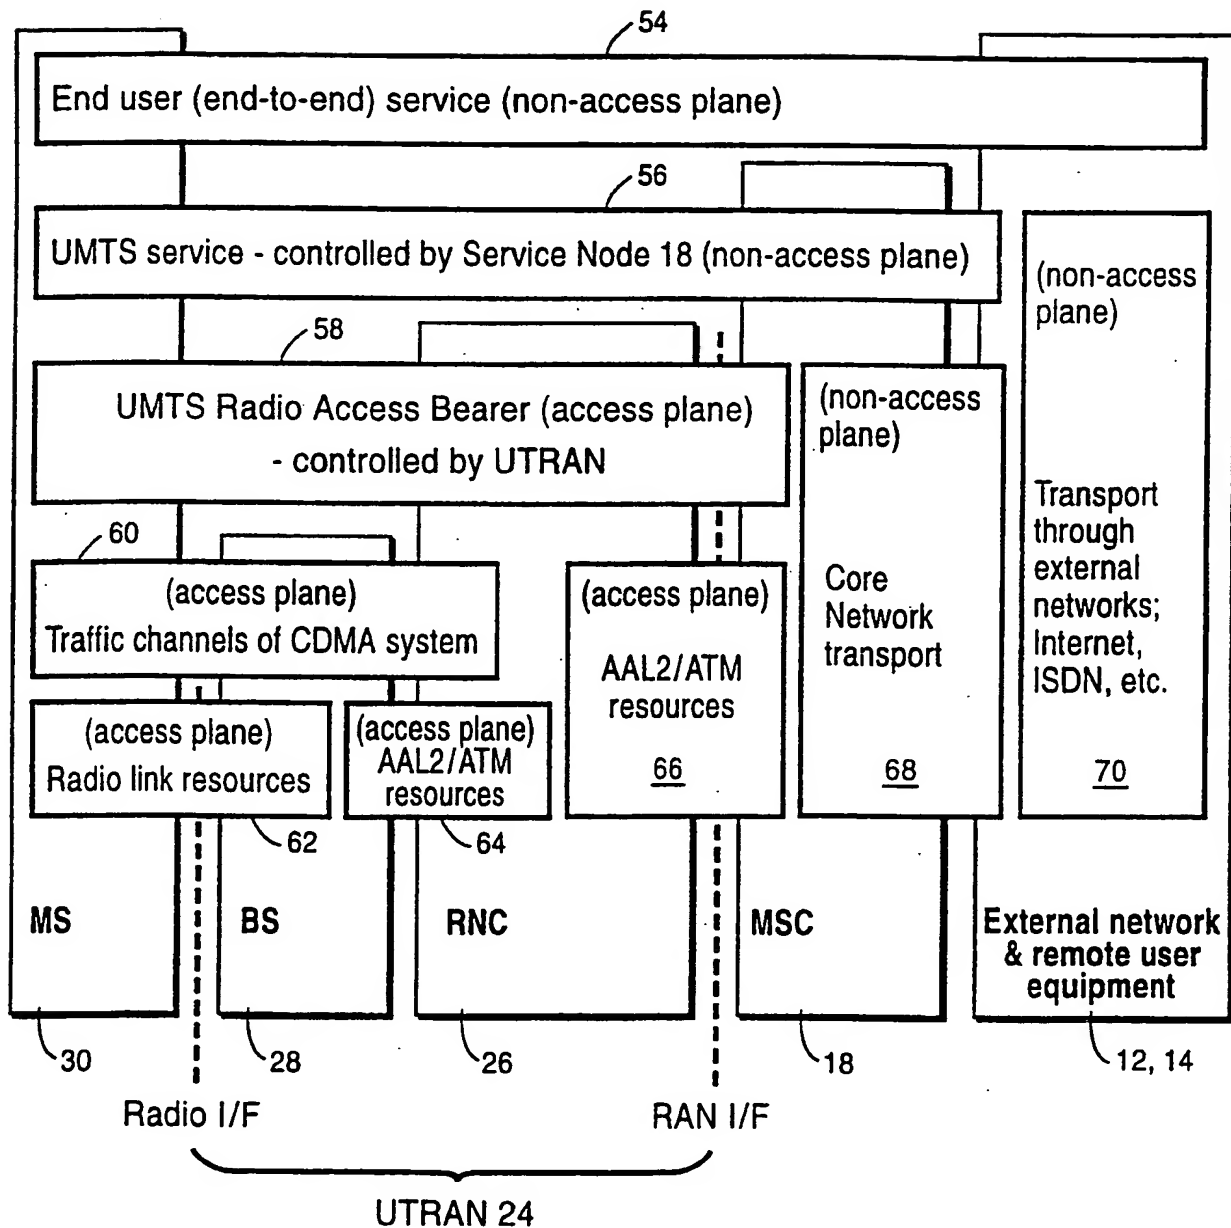 54
End user (end-to-end) service (non-access plane)
56
UMTS service - controlled by Service Node 18 (non-access plane)
(non-access
plane)
Transport
through
external
networks;
Internet,
ISDN, etc.
70
58
UMTS Radio Access Bearer (access plane)
- controlled by UTRAN
(non-access
plane)
Core
Network
transport
68
60
(access plane)
Traffic channels of CDMA system
(access plane)
AAL2/ATM
resources
66
(access plane)
Radio link resources
62
(access plane)
AAL2/ATM
resources
64
MS
BS
RNC
MSC
External network
& remote user
equipment
30
28
26
18
12, 14
Radio I/F
RAN I/F
UTRAN 24